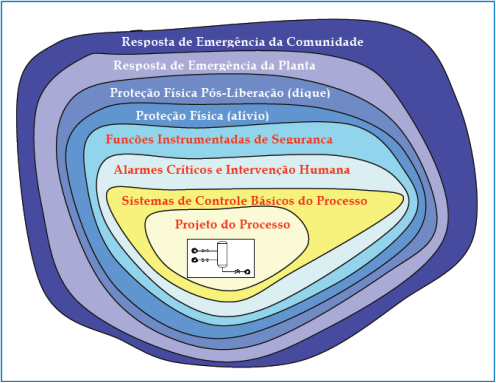 Resposta de Emergência da Comunidade
Resposta de Emergência da Planta
Proteção Física Pós-Liberação (dique)
Proteção Física (alívio)
Funcões Instrumentadas de Seguranca
Alarmes Críticos e Intervenção Humana
Sistemas de Controle Básicos do Processo
Projeto do Processo